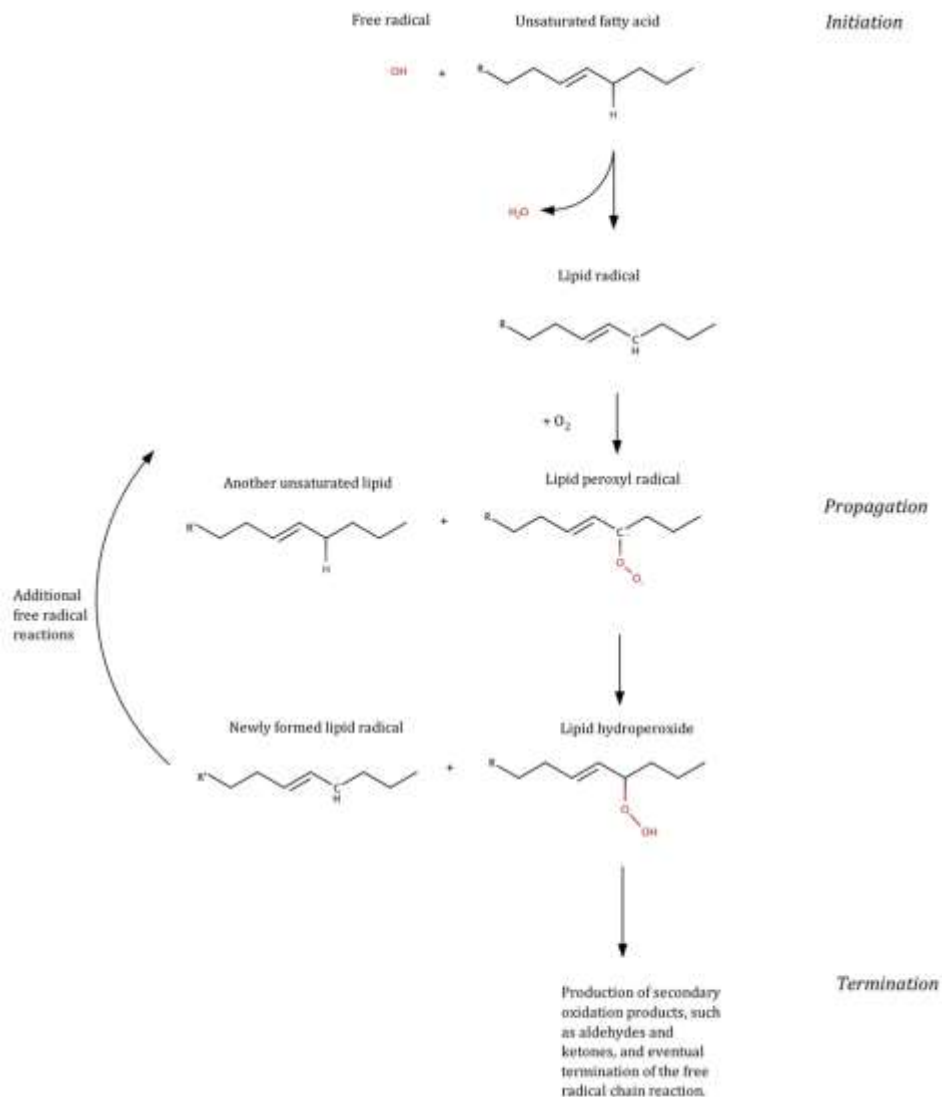 Free radical
Unsaturated fatty acid
Initiation
·OH
+
R
H
H₂O
Lipid radical
R
C
H
+ O₂
Another unsaturated lipid
Lipid peroxyl radical
Propagation
R'
H
+
R
C
O
O
Additional
free radical
reactions
Newly formed lipid radical
Lipid hydroperoxide
R'
C
H
+
R
O
OH
Termination
Production of secondary
oxidation products, such
as aldehydes and
ketones, and eventual
termination of the free
radical chain reaction.